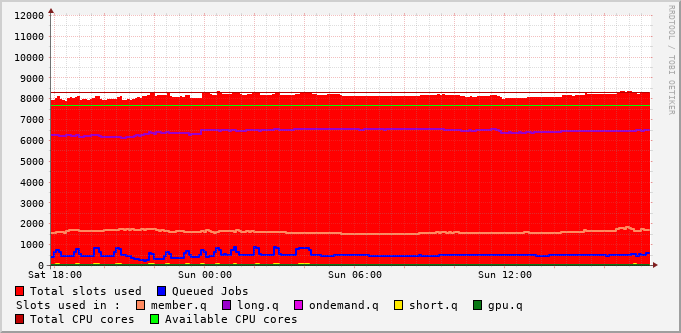 RRDTOOL / TOBI OETIKER
12000
11000
10000
9000
8000
7000
6000
5000
4000
3000
2000
1000
0
Sat 18:00 Sun 00:00 Sun 06:00 Sun 12:00
Total slots used Queued Jobs
Slots used in : member.q long.q ondemand.q short.q gpu.q
Total CPU cores Available CPU cores